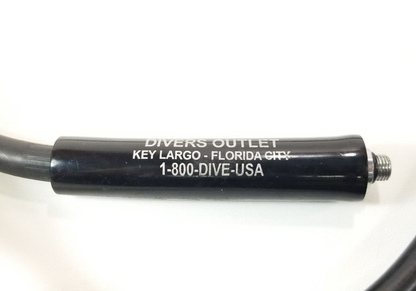 DIVERS OUTLET
KEY LARGO - FLORIDA CITY
1-800-DIVE-USA